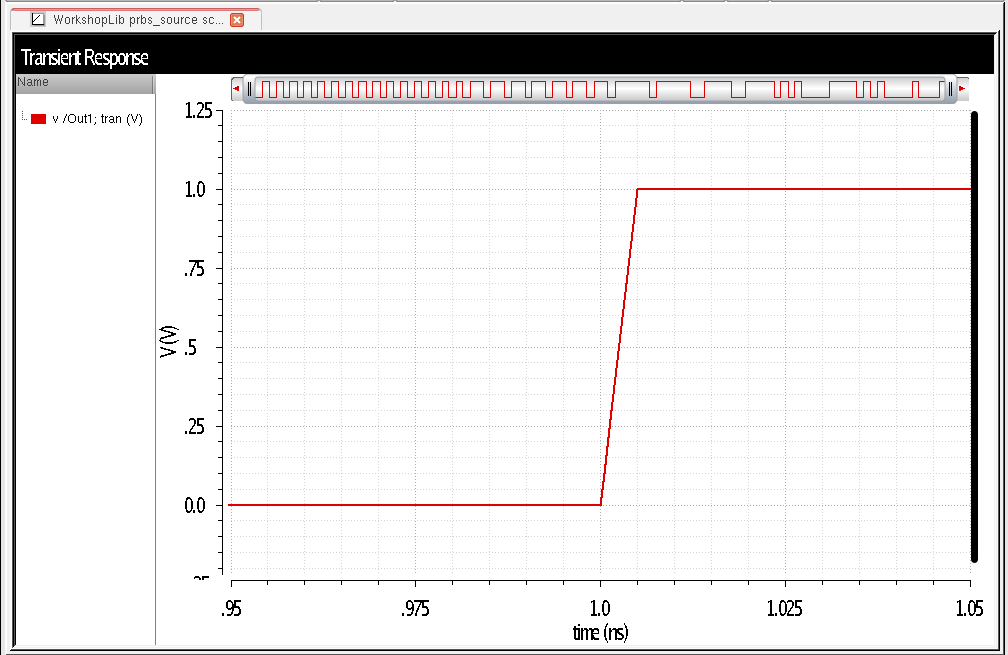 WorkshopLib prbs_source sc...
Transient Response
Name
v /Out1; tran (V)
1.25
1.0
.75
V (V)
.5
.25
0.0
.95
.975
1.0
1.025
1.05
time (ns)